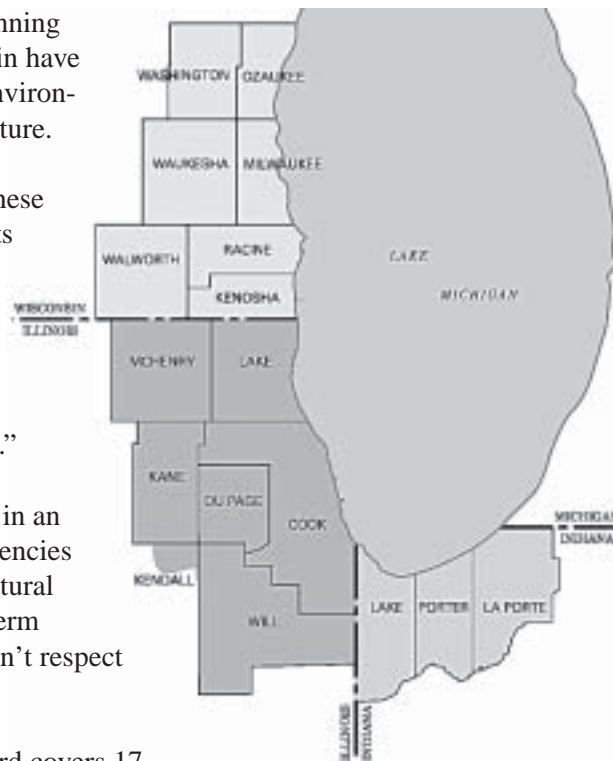 nning
in have
nviron-
ture.
hese
ts
.”
in an
encies
tural
erm
n’t respect
rd covers 17
WASHINGTON OZAUKEE
WAUKESHA MILWAUKEE
WALWORTH RACINE
KENOSHA
LAKE
MICHIGAN
WISCONSIN
ILLINOIS
MCHENRY LAKE
KANE
DU PAGE
COOK
KENDALL
WILL
MICHIGAN
INDIANA
LAKE PORTER LA PORTE
ILLINOIS
INDIANA